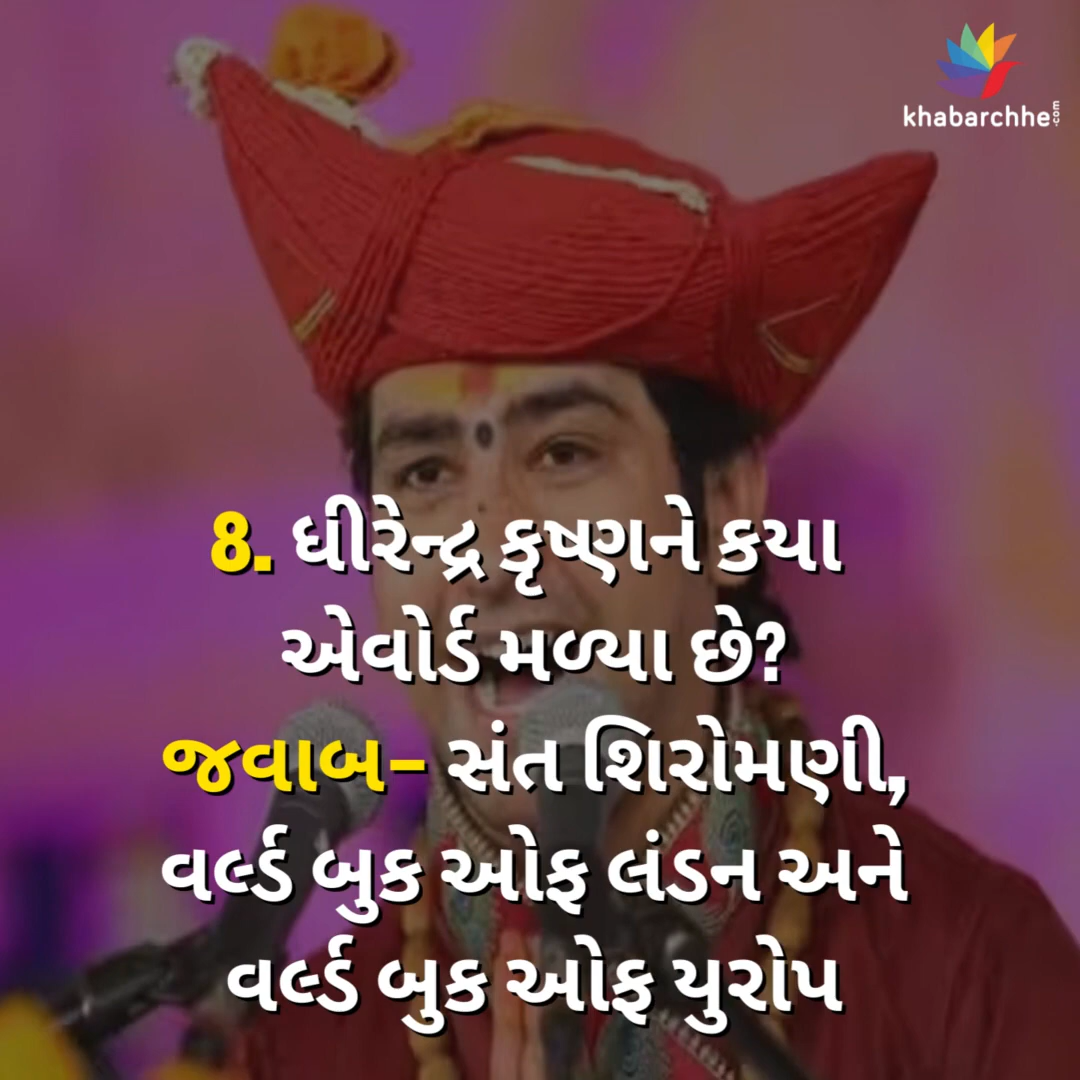 khabarchhe.com
8. ધીરેન્દ્ર કૃષ્ણને કયા
એવોર્ડ મળ્યા છે?
જવાબ– સંત શિરોમણી,
વર્લ્ડ બુક ઓફ લંડન અને
વર્લ્ડ બુક ઓફ યુરોપ